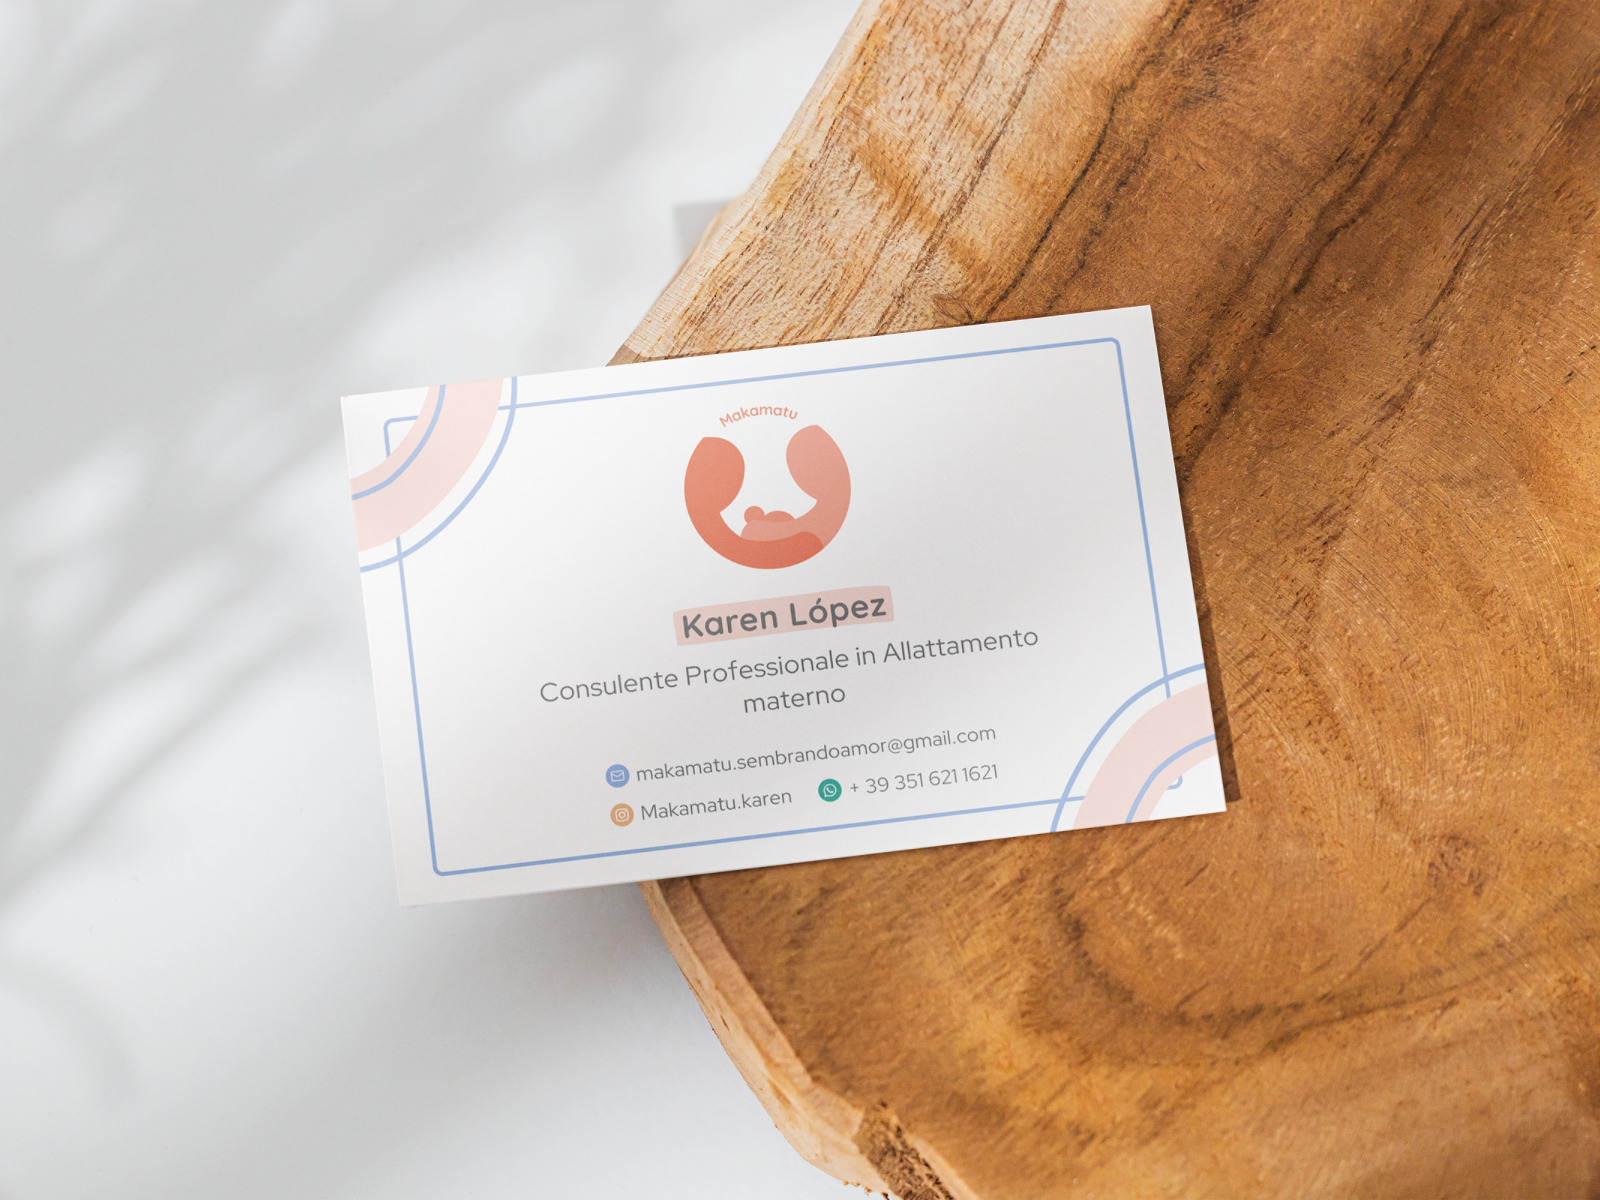 Makamatu
Karen López
Consulente Professionale in Allattamento
materno
makamatu.sembrandoamor@gmail.com
Makamatu.karen
+ 39 351 621 1621